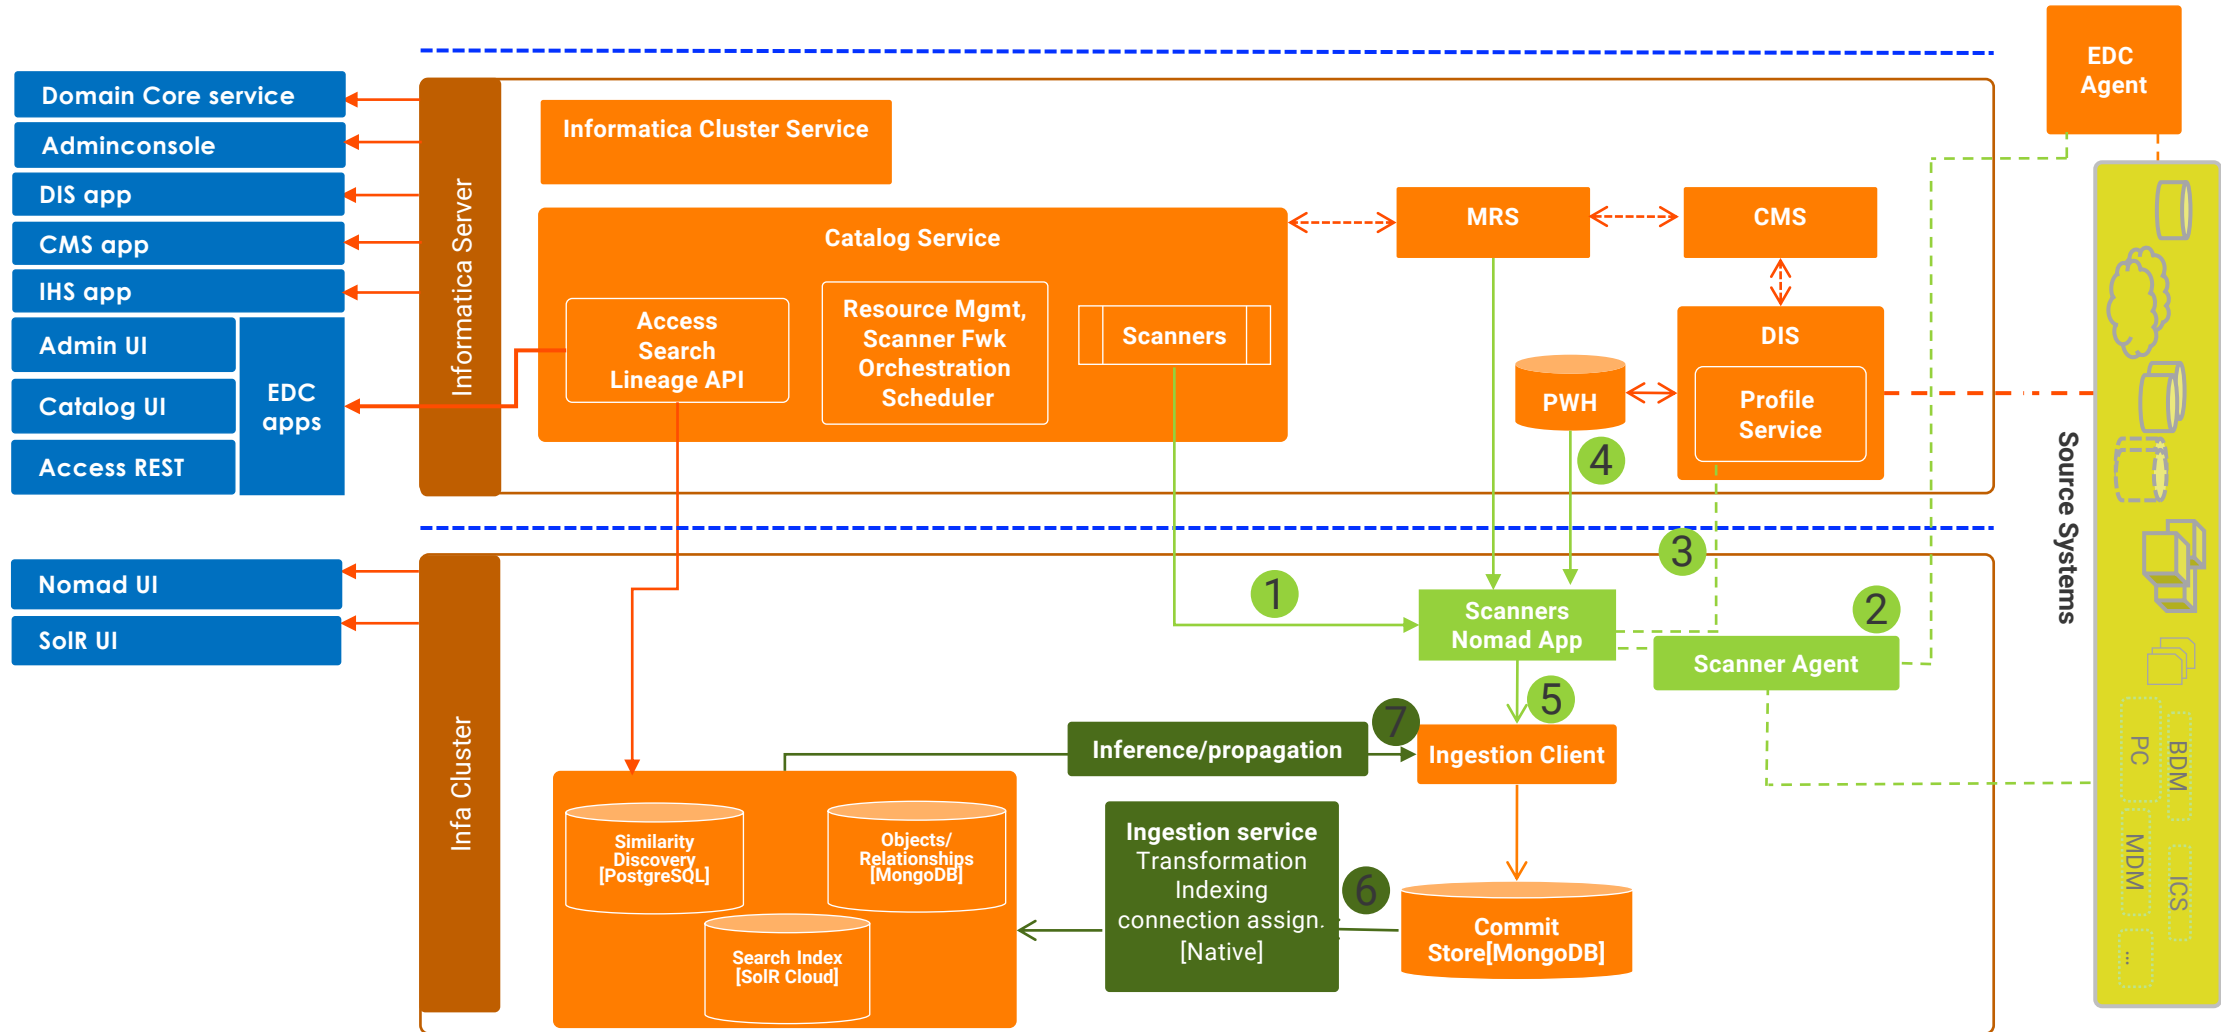 EDC
Agent
Domain Core service
Adminconsole
DIS app
CMS app
IHS app
Admin UI
Catalog UI
Access REST
EDC
apps
Nomad UI
SolR UI
Informatica Server
Informatica Cluster Service
Catalog Service
Access
Search
Lineage API
Resource Mgmt,
Scanner Fwk
Orchestration
Scheduler
Scanners
MRS
CMS
DIS
Profile
Service
PWH
4
3
1
2
Scanners
Nomad App
Scanner Agent
5
7
Inference/propagation
Ingestion Client
Infa Cluster
Similarity
Discovery
[PostgreSQL]
Objects/
Relationships
[MongoDB]
Search Index
[SolR Cloud]
Ingestion service
Transformation
Indexing
connection assign.
[Native]
6
Commit
Store[MongoDB]
Source Systems
PC
BDM
MDM
ICS
...